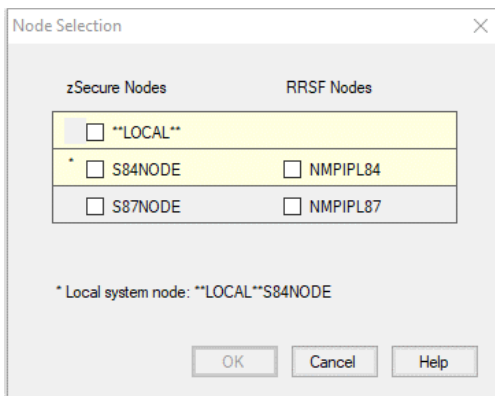 Node Selection
zSecure Nodes RRSF Nodes
**LOCAL**
* S84NODE NMPIPL84
S87NODE NMPIPL87
* Local system node: **LOCAL**S84NODE
OK Cancel Help